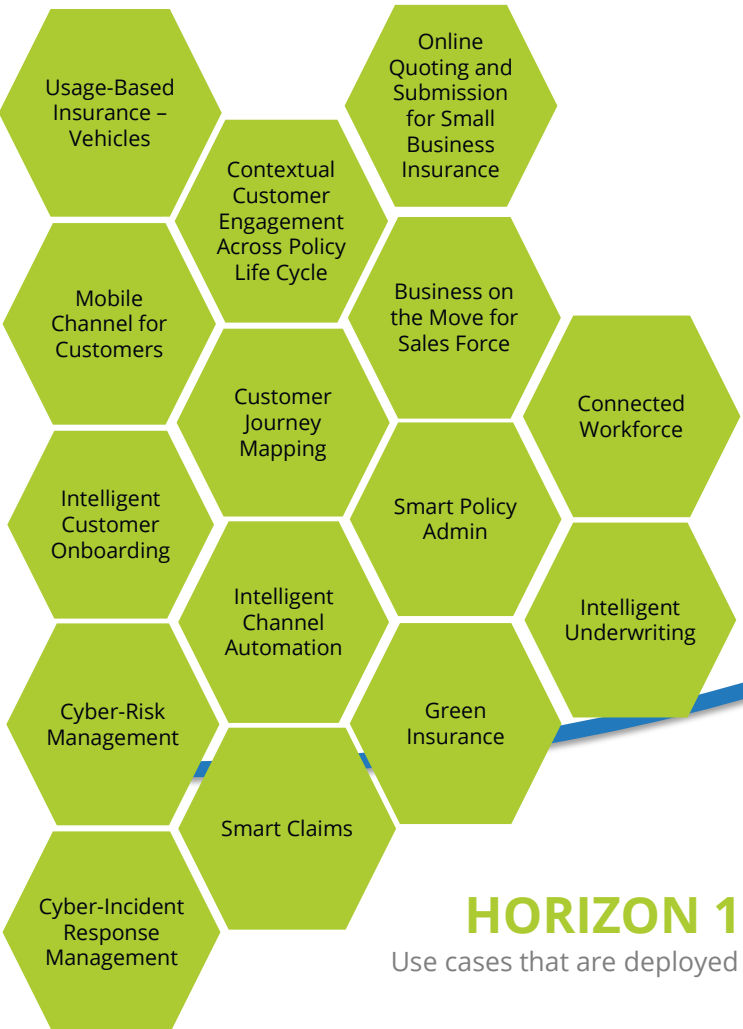 Usage-Based
Insurance –
Vehicles
Online
Quoting and
Submission
for Small
Business
Insurance
Contextual
Customer
Engagement
Across Policy
Life Cycle
Mobile
Channel for
Customers
Business on
the Move for
Sales Force
Customer
Journey
Mapping
Connected
Workforce
Intelligent
Customer
Onboarding
Smart Policy
Admin
Intelligent
Channel
Automation
Intelligent
Underwriting
Cyber-Risk
Management
Green
Insurance
Smart Claims
Cyber-Incident
Response
Management
HORIZON 1
Use cases that are deployed